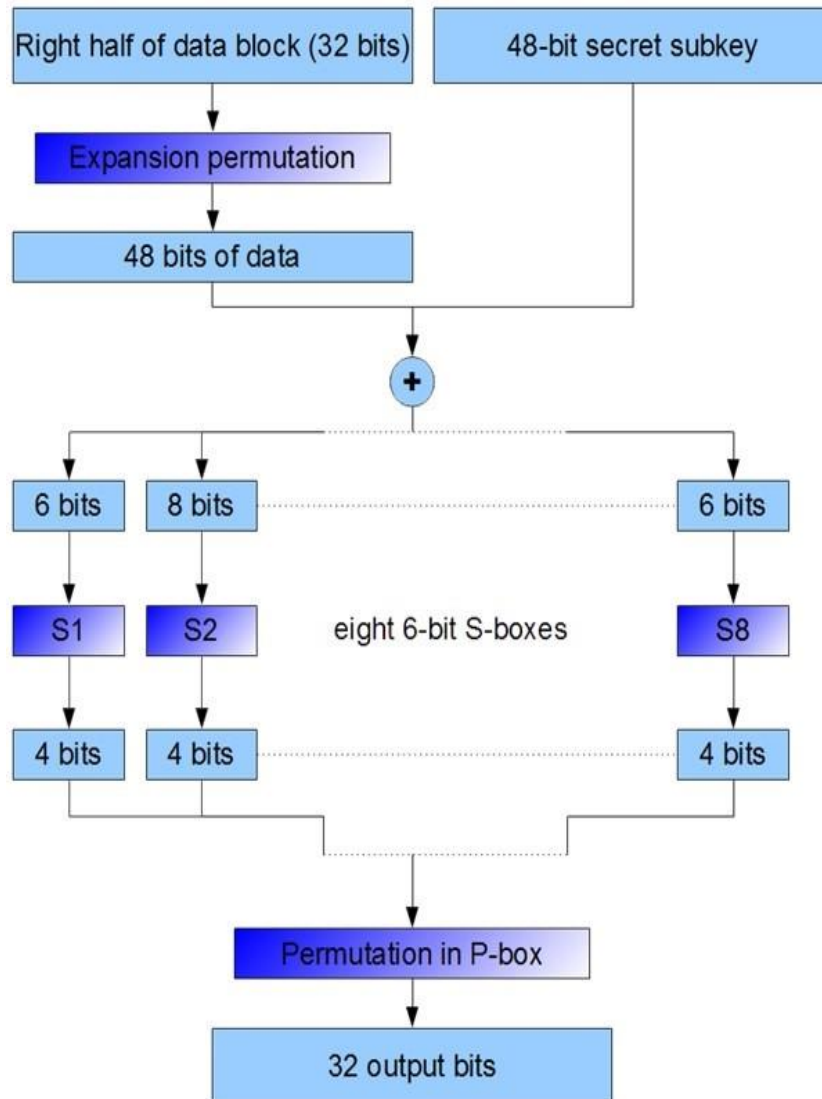 Right half of data block (32 bits)
48-bit secret subkey
Expansion permutation
48 bits of data
+
6 bits
8 bits
6 bits
S1
S2
eight 6-bit S-boxes
S8
4 bits
4 bits
4 bits
Permutation in P-box
32 output bits